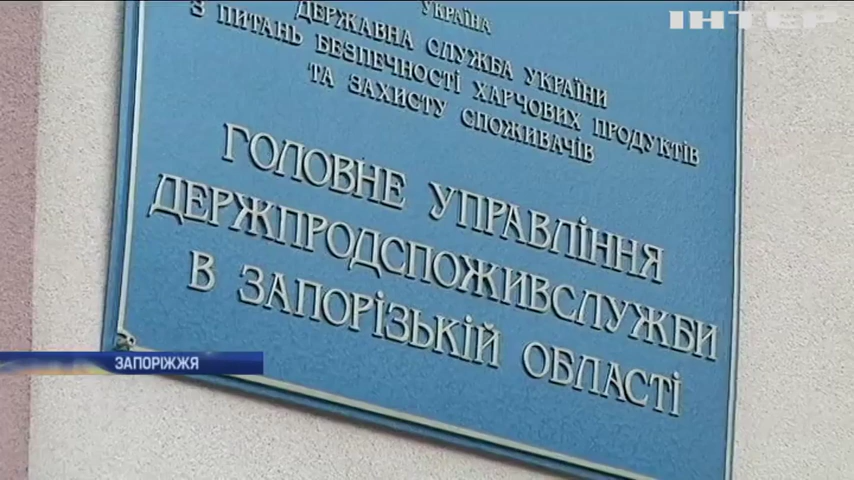 ІНТЕР
УКРАЇНА
ДЕРЖАВНА СЛУЖБА УКРАЇНИ
З ПИТАНЬ БЕЗПЕЧНОСТІ ХАРЧОВИХ ПРОДУКТІВ
ТА ЗАХИСТУ СПОЖИВАЧІВ
ГОЛОВНЕ УПРАВЛІННЯ
ДЕРЖПРОДСПОЖИВСЛУЖБИ
В ЗАПОРІЗЬКІЙ ОБЛАСТІ
ЗАПОРІЖЖЯ